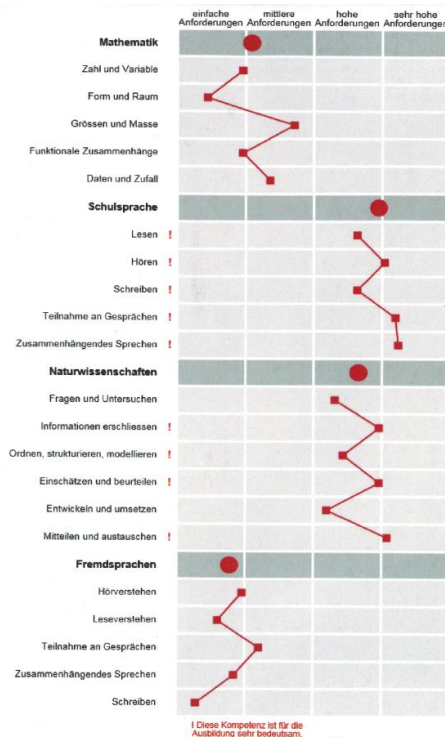 einfache Anforderungen
mittlere Anforderungen
hohe Anforderungen
sehr hohe Anforderungen
Mathematik
Zahl und Variable
Form und Raum
Grössen und Masse
Funktionale Zusammenhänge
Daten und Zufall
Schulsprache
Lesen !
Hören !
Schreiben !
Teilnahme an Gesprächen !
Zusammenhängendes Sprechen !
Naturwissenschaften
Fragen und Untersuchen
Informationen erschliessen !
Ordnen, strukturieren, modellieren !
Einschätzen und beurteilen !
Entwickeln und umsetzen
Mitteilen und austauschen !
Fremdsprachen
Hörverstehen
Leseverstehen
Teilnahme an Gesprächen
Zusammenhängendes Sprechen
Schreiben
! Diese Kompetenz ist für die
Ausbildung sehr bedeutsam.